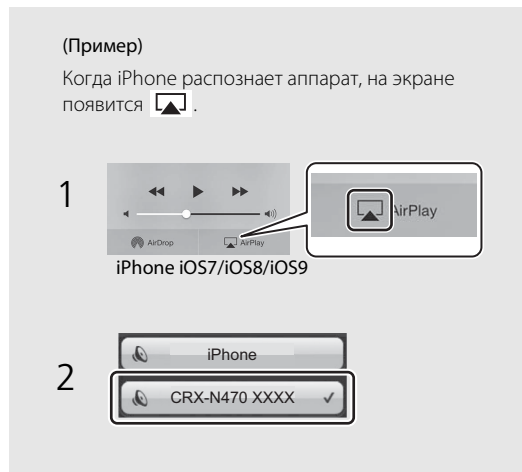 (Пример)
Когда iPhone распознает аппарат, на экране
появится .
1
AirDrop
AirPlay
AirPlay
iPhone iOS7/iOS8/iOS9
2
iPhone
CRX-N470 XXXX ✓